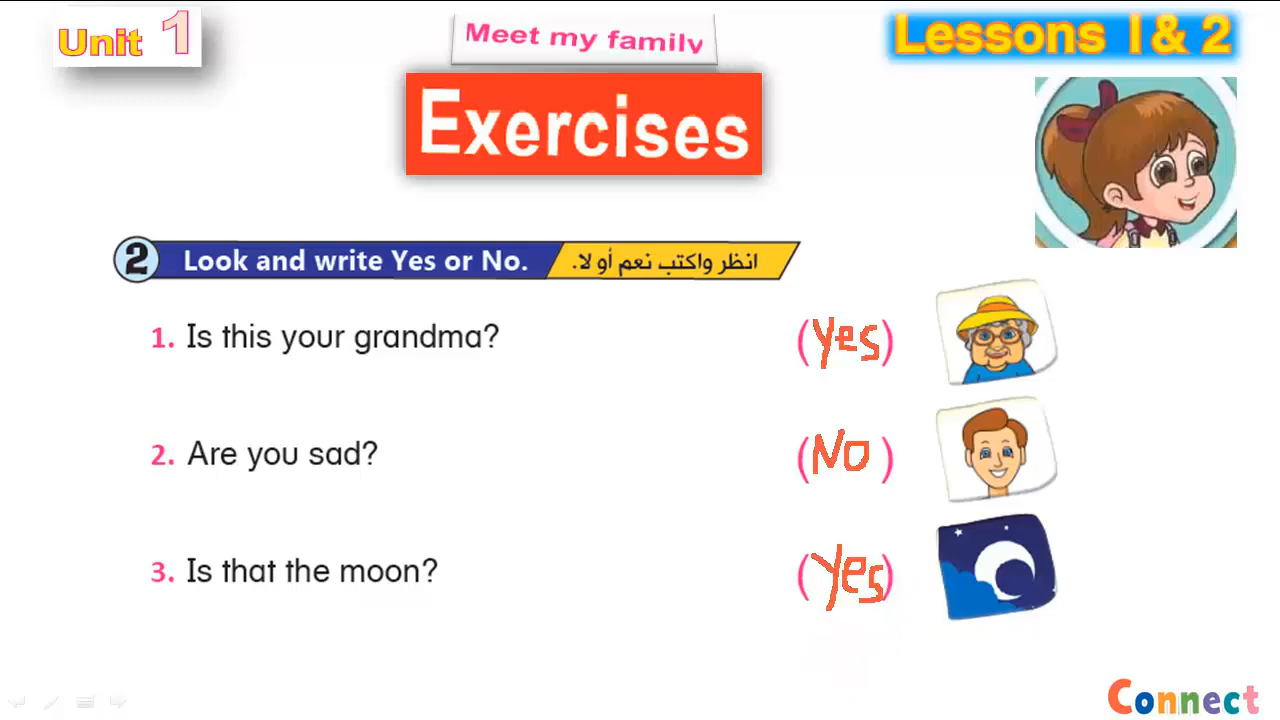 Unit 1
Meet my family
Lessons 1 & 2
Exercises
2 Look and write Yes or No. انظر واكتب نعم أو لا.
1. Is this your grandma? (Yes)
2. Are you sad? (No)
3. Is that the moon? (Yes)
Connect